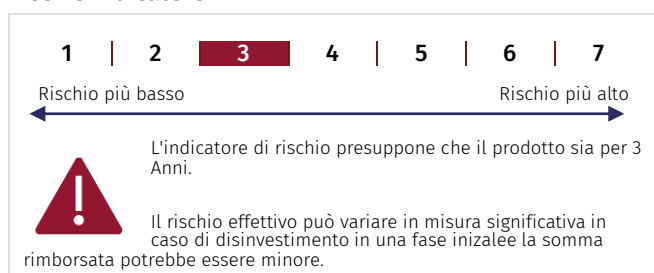 1 2 3 4 5 6 7
Rischio più basso Rischio più alto
L'indicatore di rischio presuppone che il prodotto sia per 3
Anni.
Il rischio effettivo può variare in misura significativa in
caso di disinvestimento in una fase inizalee la somma
rimborsata potrebbe essere minore.